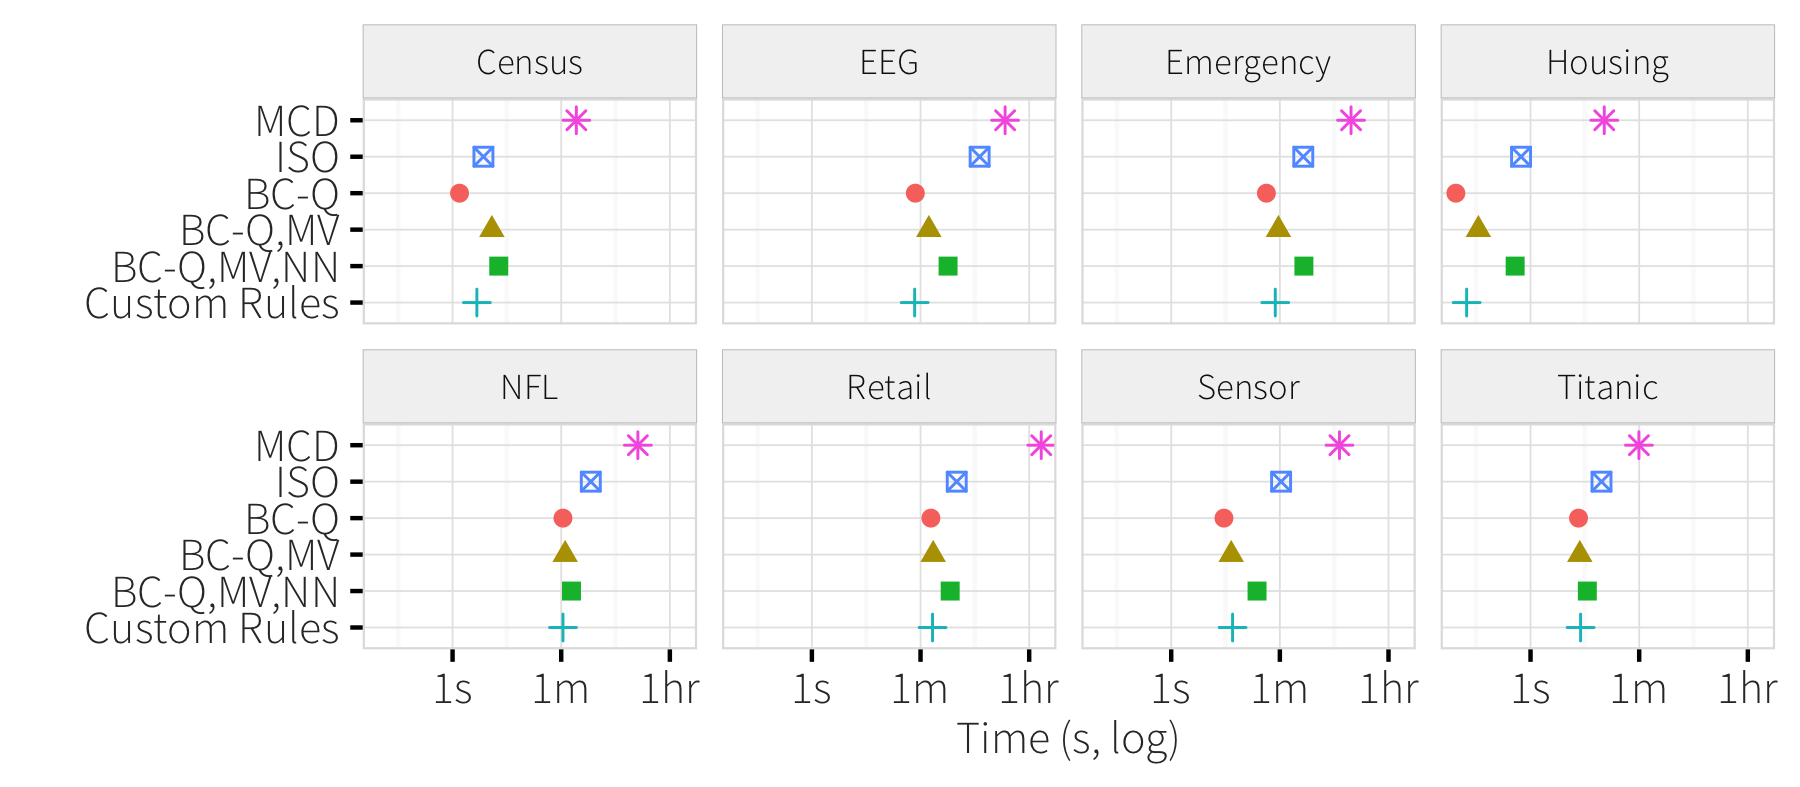 Census EEG Emergency Housing
MCD
ISO
BC-Q
BC-Q,MV
BC-Q,MV,NN
Custom Rules
NFL Retail Sensor Titanic
MCD
ISO
BC-Q
BC-Q,MV
BC-Q,MV,NN
Custom Rules
1s 1m 1hr 1s 1m 1hr 1s 1m 1hr 1s 1m 1hr
Time (s, log)